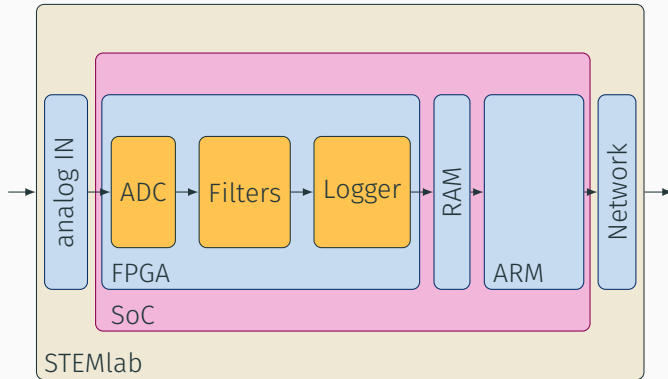 analog IN
ADC
Filters
Logger
FPGA
RAM
ARM
Network
SoC
STEMlab